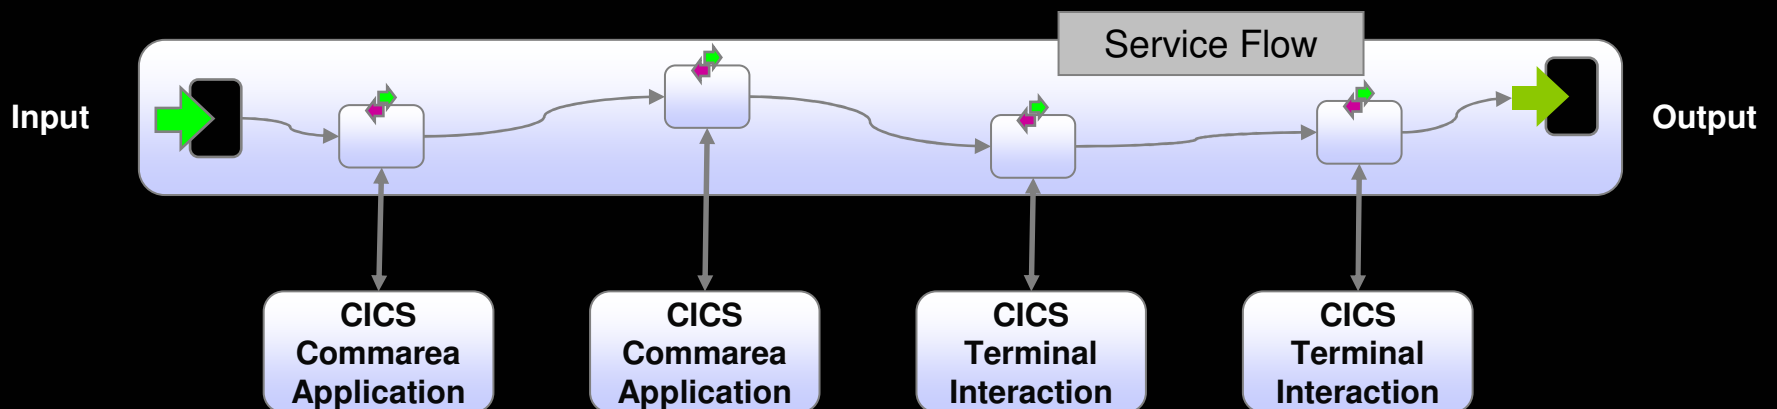 Service Flow
Input
Output
CICS
Commarea
Application
CICS
Commarea
Application
CICS
Terminal
Interaction
CICS
Terminal
Interaction